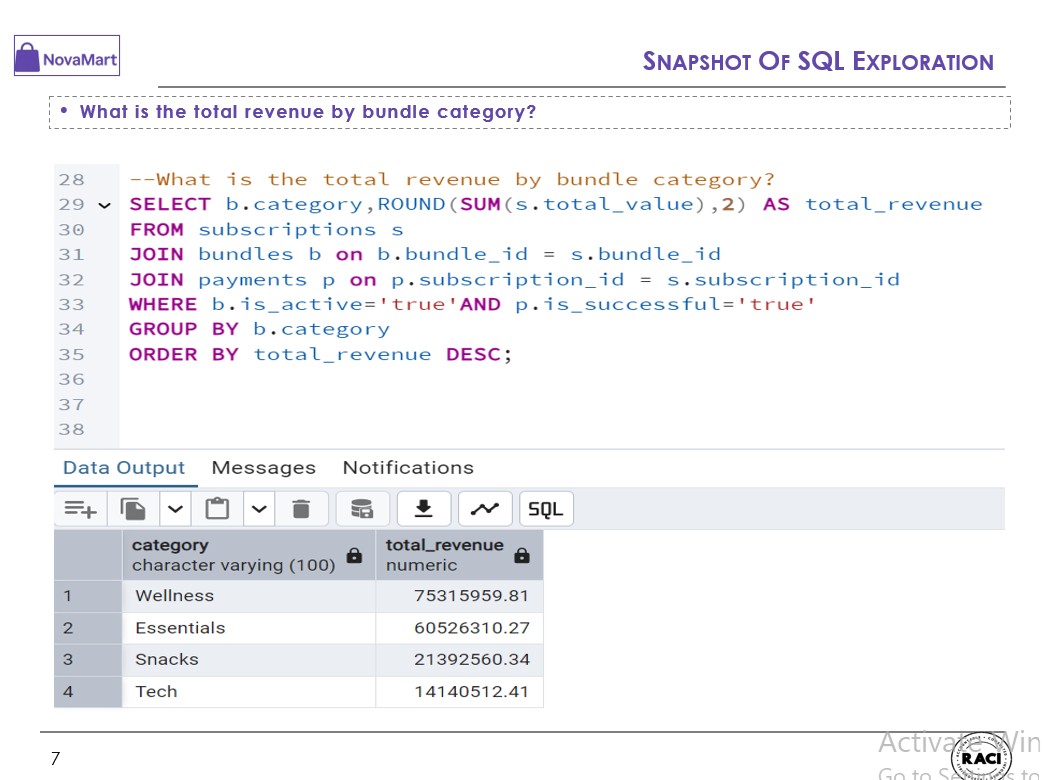 NovaMart
SNAPSHOT OF SQL EXPLORATION
• What is the total revenue by bundle category?
28 --What is the total revenue by bundle category?
29 SELECT b.category,ROUND(SUM(s.total_value),2) AS total_revenue
30 FROM subscriptions s
31 JOIN bundles b on b.bundle_id = s.bundle_id
32 JOIN payments p on p.subscription_id = s.subscription_id
33 WHERE b.is_active='true'AND p.is_successful='true'
34 GROUP BY b.category
35 ORDER BY total_revenue DESC;
36
37
38
Data Output Messages Notifications
SQL
category total_revenue
character varying (100) numeric
1 Wellness 75315959.81
2 Essentials 60526310.27
3 Snacks 21392560.34
4 Tech 14140512.41
7
Activate Win
RACI
Go to